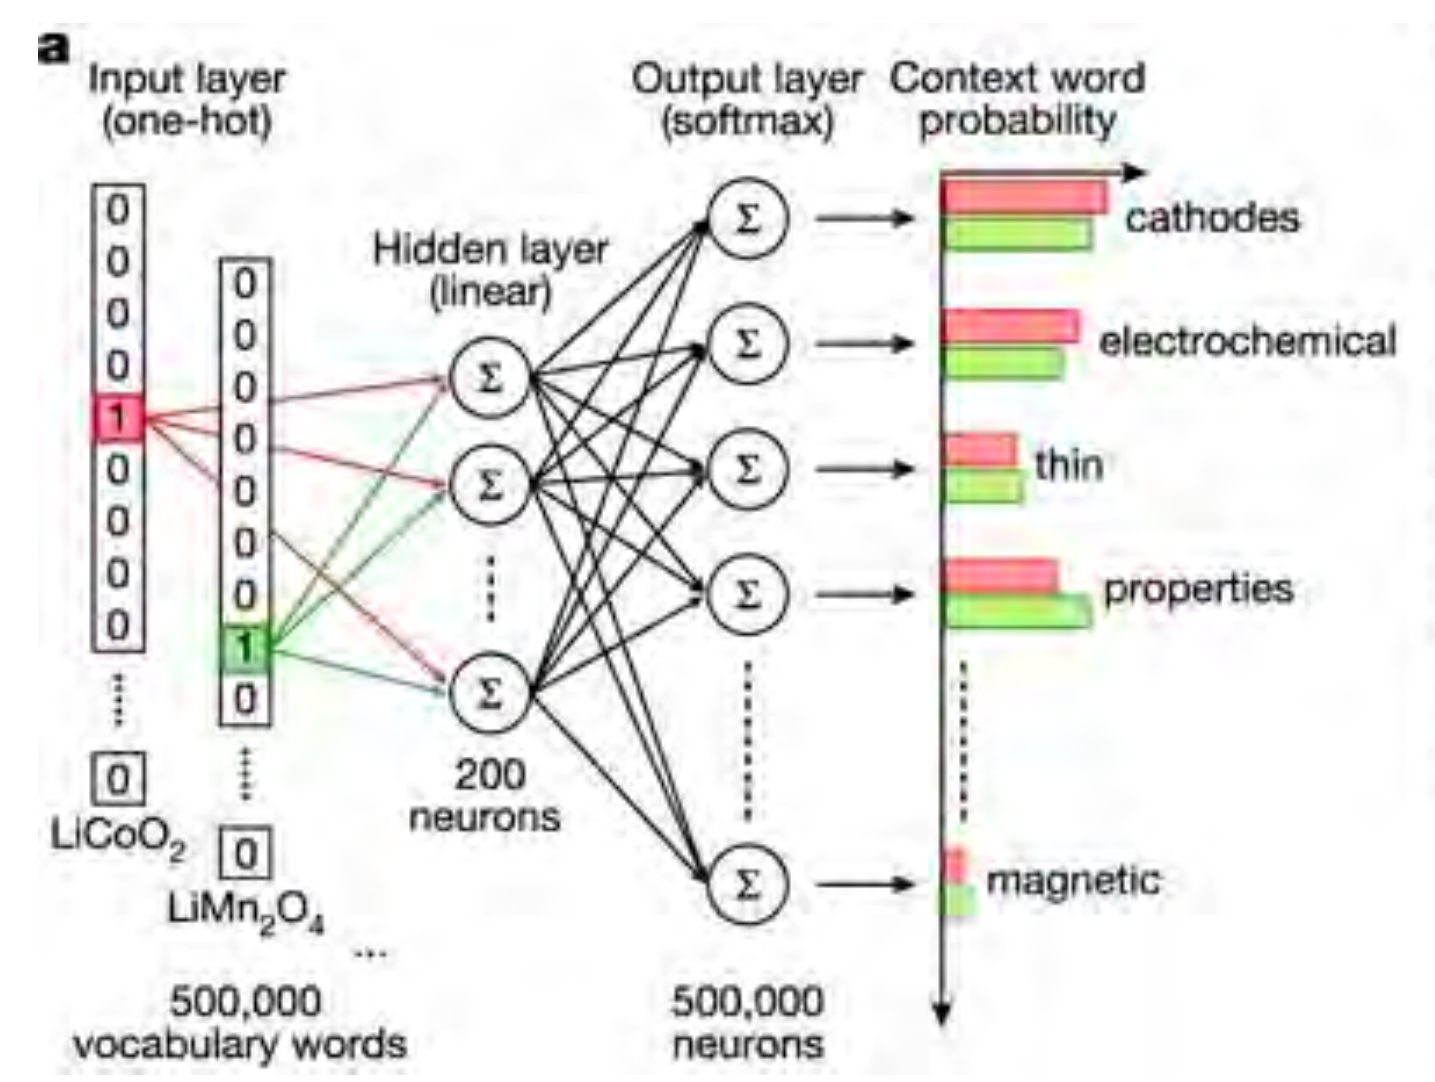 a
Input layer
(one-hot)
0
0
0
0
1
0
0
0
0
0
LiCoO₂
0
0
0
0
0
0
0
1
0
0
LiMn₂O₄
...
500,000
vocabulary words
Hidden layer
(linear)
Σ
Σ
Σ
200
neurons
Output layer
(softmax)
Σ
Σ
Σ
Σ
Σ
500,000
neurons
Context word
probability
cathodes
electrochemical
thin
properties
magnetic